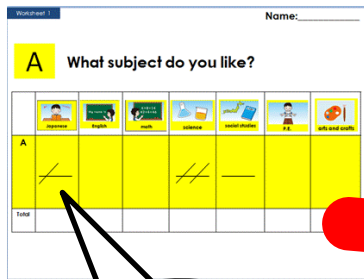 Worksheet 1
Name:
A What subject do you like?
Japanese English math science social studies P.E. arts and crafts
A
Total